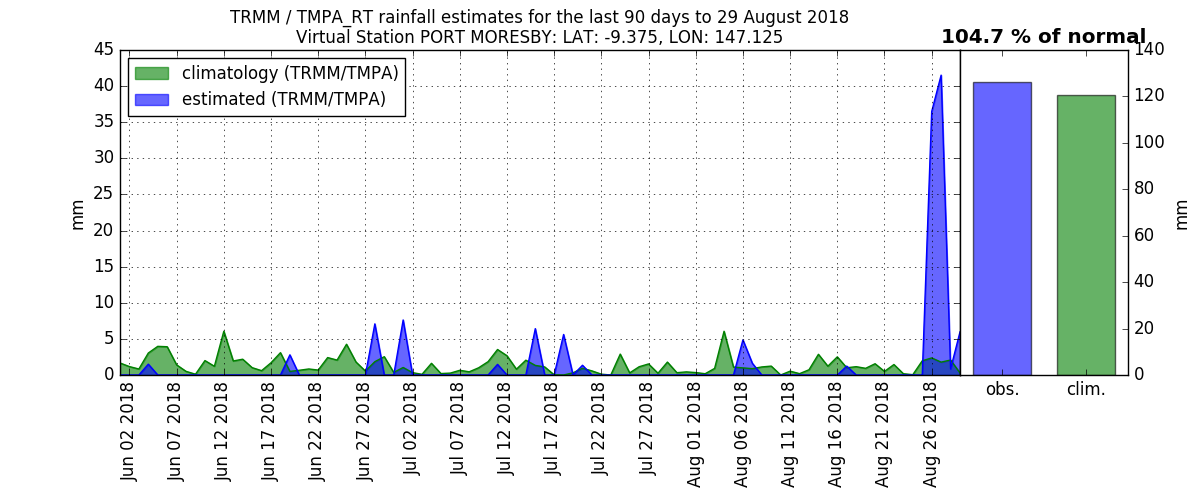 TRMM / TMPA_RT rainfall estimates for the last 90 days to 29 August 2018
Virtual Station PORT MORESBY: LAT: -9.375, LON: 147.125
104.7 % of normal
climatology (TRMM/TMPA)
estimated (TRMM/TMPA)
45
40
35
30
25
20
15
10
5
0
mm
Jun 02 2018
Jun 07 2018
Jun 12 2018
Jun 17 2018
Jun 22 2018
Jun 27 2018
Jul 02 2018
Jul 07 2018
Jul 12 2018
Jul 17 2018
Jul 22 2018
Jul 27 2018
Aug 01 2018
Aug 06 2018
Aug 11 2018
Aug 16 2018
Aug 21 2018
Aug 26 2018
obs.
clim.
140
120
100
80
60
40
20
0
mm